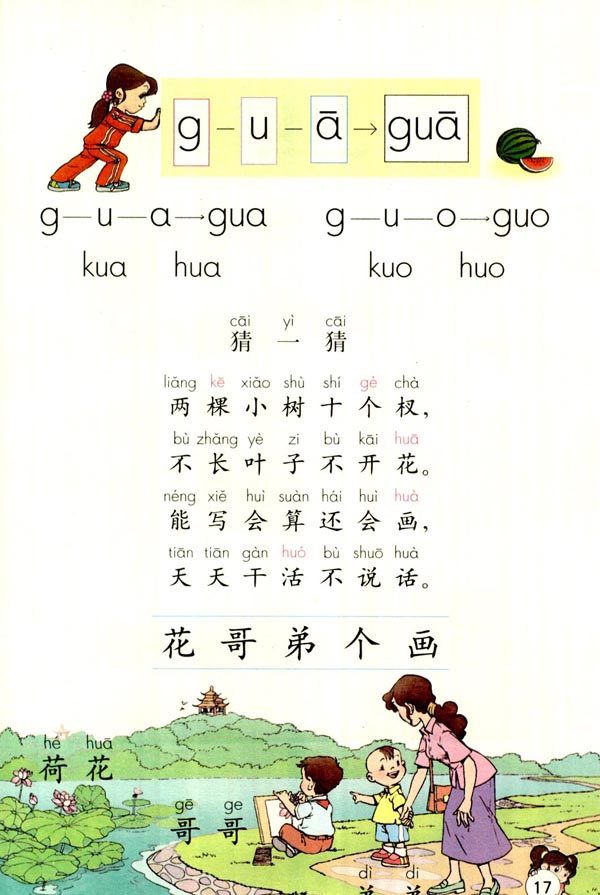 g — u — ā → guā
g — u — a → gua g — u — o → guo
kua hua kuo huo
cāi yì cāi
猜 一 猜
liǎng kē xiǎo shù shí gè chà
两 棵 小 树 十 个 杈，
bù zhǎng yè zi bù kāi huā
不 长 叶 子 不 开 花。
néng xiě huì suàn hái huì huà
能 写 会 算 还 会 画，
tiān tiān gàn huó bù shuō huà
天 天 干 活 不 说 话。
花 哥 弟 个 画
hé huā
荷 花
gē ge
哥 哥
dì di
弟 弟
17